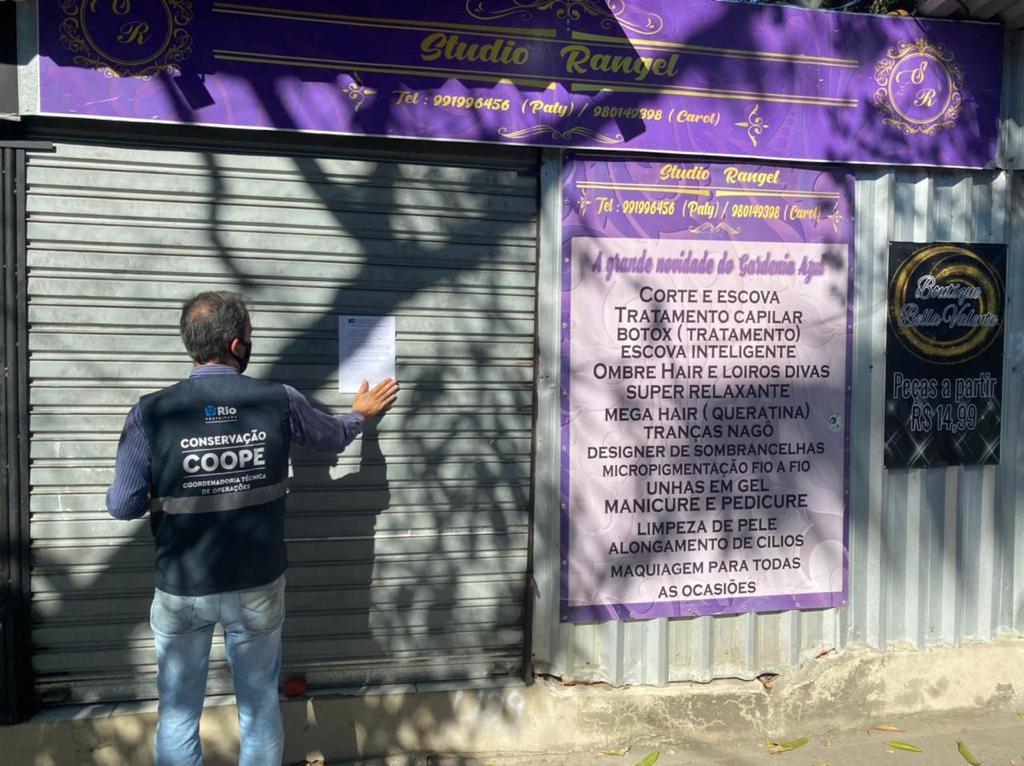 S R
Studio Rangel
Tel : 991996456 (Paty) / 980149398 (Carol)
S R
Studio Rangel
Tel : 991996456 (Paty) / 980149398 (Carol)
A grande novidade do Gardenia Azul
CORTE E ESCOVA
TRATAMENTO CAPILAR
BOTOX ( TRATAMENTO)
ESCOVA INTELIGENTE
OMBRE HAIR E LOIROS DIVAS
SUPER RELAXANTE
MEGA HAIR ( QUERATINA)
TRANÇAS NAGÔ
DESIGNER DE SOMBRANCELHAS
MICROPIGMENTAÇÃO FIO A FIO
UNHAS EM GEL
MANICURE E PEDICURE
LIMPEZA DE PELE
ALONGAMENTO DE CILIOS
MAQUIAGEM PARA TODAS
AS OCASIÕES
Boutique
Bella Valente
Peças a partir
R$ 14,99
Rio
PREFEITURA
CONSERVAÇÃO
COOPE
COORDENADORIA TÉCNICA
DE OPERAÇÕES